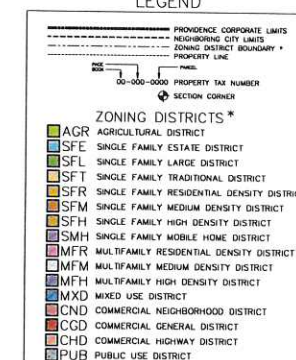 LEGEND
PROVIDENCE CORPORATE LIMITS
NEIGHBORING CITY LIMITS
ZONING DISTRICT BOUNDARY *
PROPERTY LINE
PAGE
BOOK
PARCEL
00-000-0000 PROPERTY TAX NUMBER
SECTION CORNER
ZONING DISTRICTS*
AGR AGRICULTURAL DISTRICT
SFE SINGLE FAMILY ESTATE DISTRICT
SFL SINGLE FAMILY LARGE DISTRICT
SFT SINGLE FAMILY TRADITIONAL DISTRICT
SFR SINGLE FAMILY RESIDENTIAL DENSITY DISTRI
SFM SINGLE FAMILY MEDIUM DISTRICT
SFH SINGLE FAMILY HIGH DENSITY DISTRICT
SMH SINGLE FAMILY MOBILE HOME DISTRICT
MFR MULTIFAMILY RESIDENTIAL DENSITY DISTRICT
MFM MULTIFAMILY MEDIUM DISTRICT
MFH MULTIFAMILY HIGH DENSITY DISTRICT
MXD MIXED USE DISTRICT
CND COMMERCIAL NEIGHBORHOOD DISTRICT
CGD COMMERCIAL GENERAL DISTRICT
CHD COMMERCIAL HIGHWAY DISTRICT
PUB PUBLIC USE DISTRICT